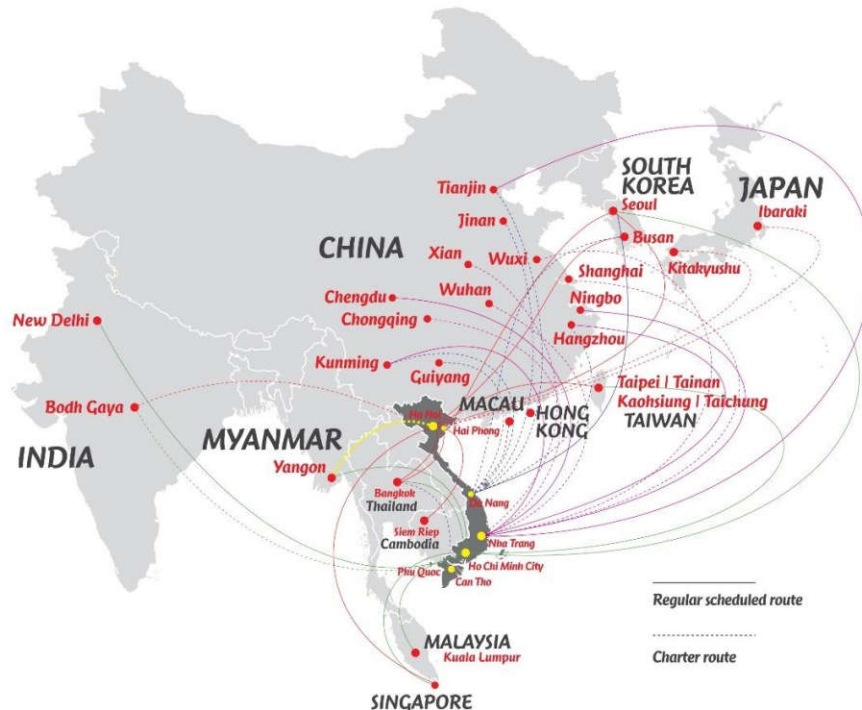 SOUTH
KOREA
Tianjin
Seoul
JAPAN
Ibaraki
Jinan
Busan
CHINA
Xian
Wuxi
Kitakyushu
Shanghai
Chengdu
Wuhan
Ningbo
New Delhi
Chongqing
Hangzhou
Kunming
Guiyang
Taipei | Tainan
Kaohsiung | Taichung
TAIWAN
Bodh Gaya
MACAU
HONG
KONG
Ha Noi
Hai Phong
MYANMAR
INDIA
Yangon
Bangkok
Thailand
Da Nang
Siem Riep
Cambodia
Nha Trang
Ho Chi Minh City
Phu Quoc
Can Tho
Regular scheduled route
MALAYSIA
Kuala Lumpur
Charter route
SINGAPORE